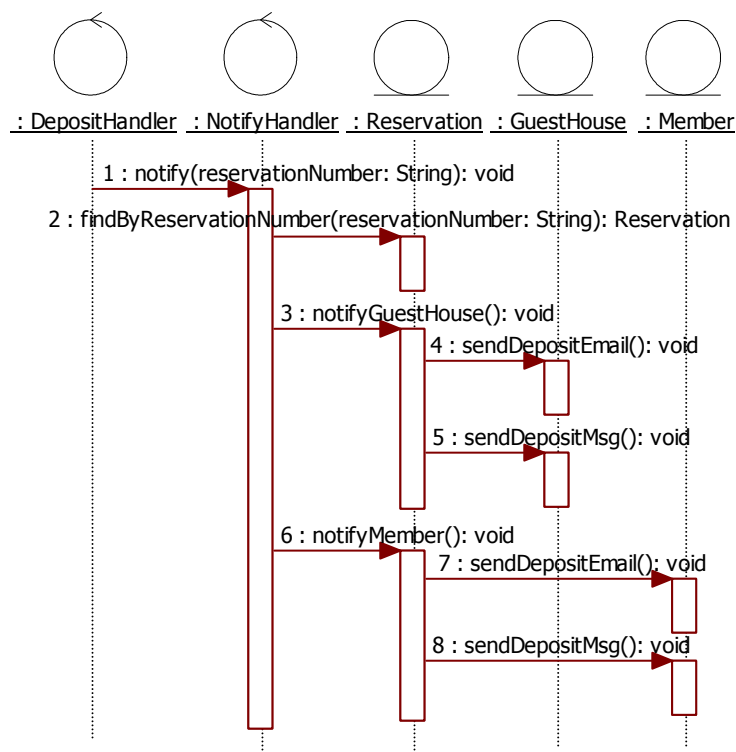 : DepositHandler
: NotifyHandler
: Reservation
: GuestHouse
: Member
1 : notify(reservationNumber: String): void
2 : findByReservationNumber(reservationNumber: String): Reservation
3 : notifyGuestHouse(): void
4 : sendDepositEmail(): void
5 : sendDepositMsg(): void
6 : notifyMember(): void
7 : sendDepositEmail(): void
8 : sendDepositMsg(): void